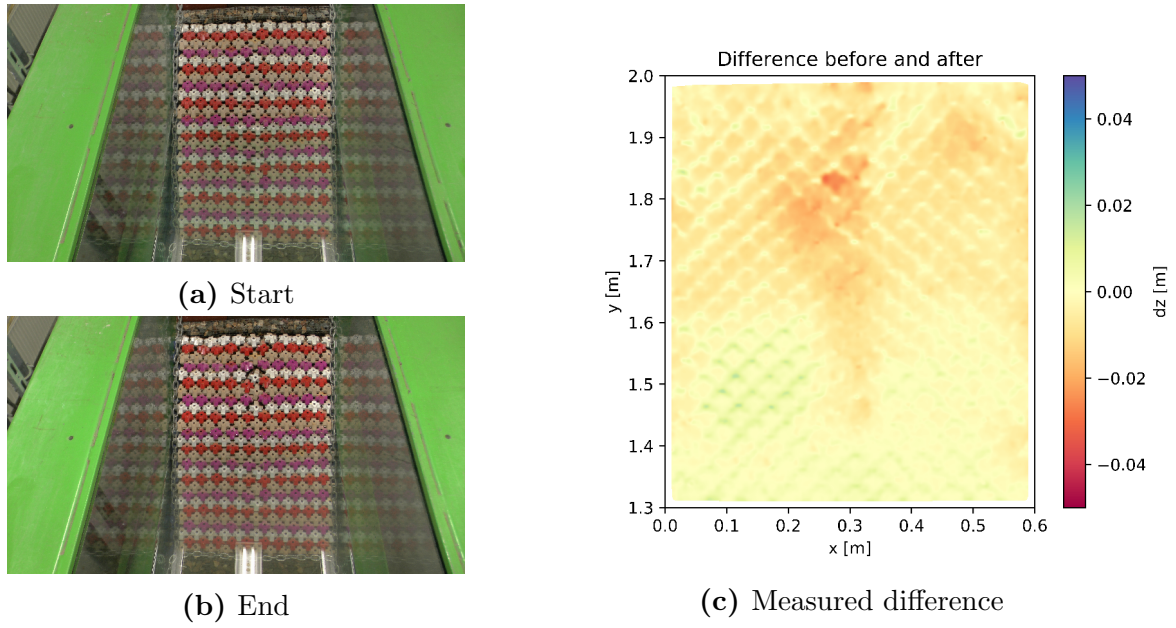 (a) Start
(b) End
Difference before and after
2.0
1.9
1.8
1.7
1.6
1.5
1.4
1.3
y [m]
0.0 0.1 0.2 0.3 0.4 0.5 0.6
x [m]
0.04
0.02
0.00
−0.02
−0.04
dz [m]
(c) Measured difference